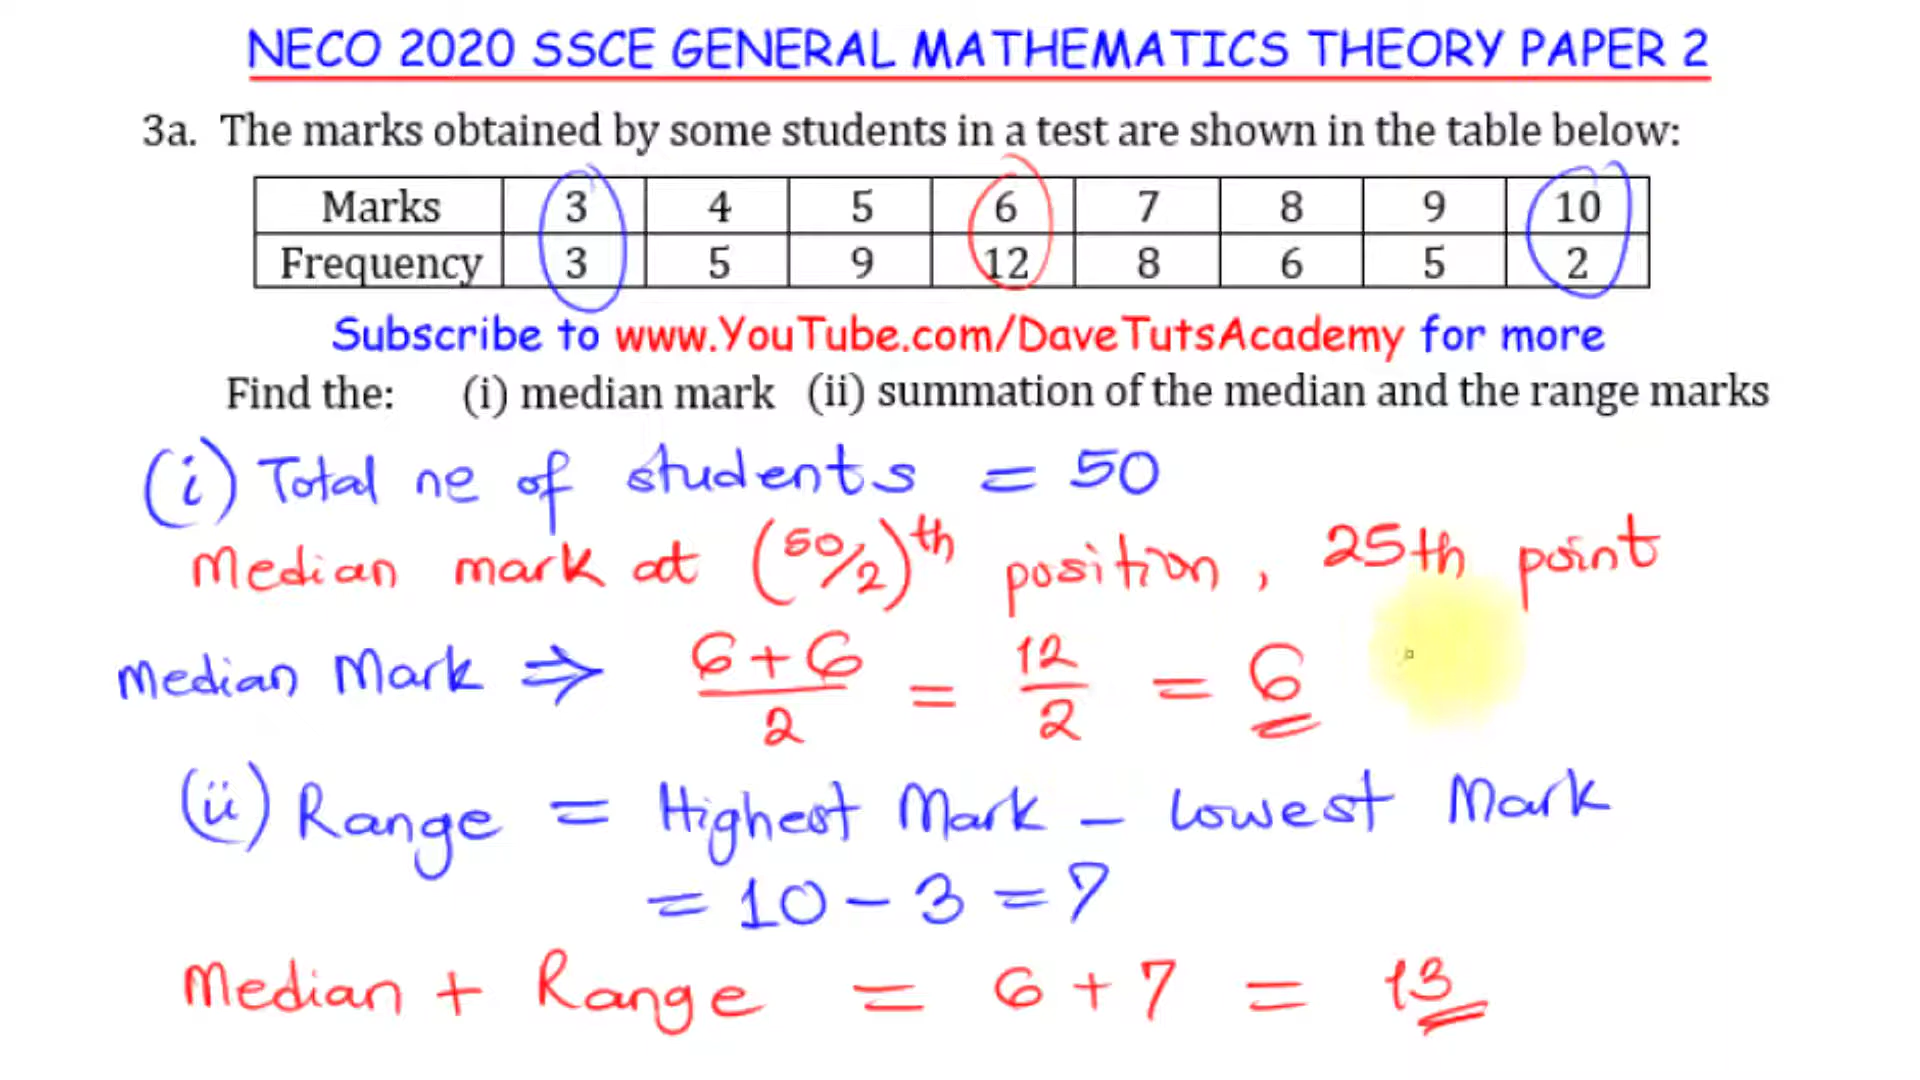 NECO 2020 SSCE GENERAL MATHEMATICS THEORY PAPER 2
3a. The marks obtained by some students in a test are shown in the table below:
Marks 3 4 5 6 7 8 9 10
Frequency 3 5 9 12 8 6 5 2
Subscribe to www.YouTube.com/DaveTutsAcademy for more
Find the: (i) median mark (ii) summation of the median and the range marks
(i) Total no of students = 50
Median mark at (50/2)th position, 25th point
Median Mark ⇒ 6+6/2 = 12/2 = 6
(ii) Range = Highest Mark - Lowest Mark
= 10 - 3 = 7
Median + Range = 6 + 7 = 13